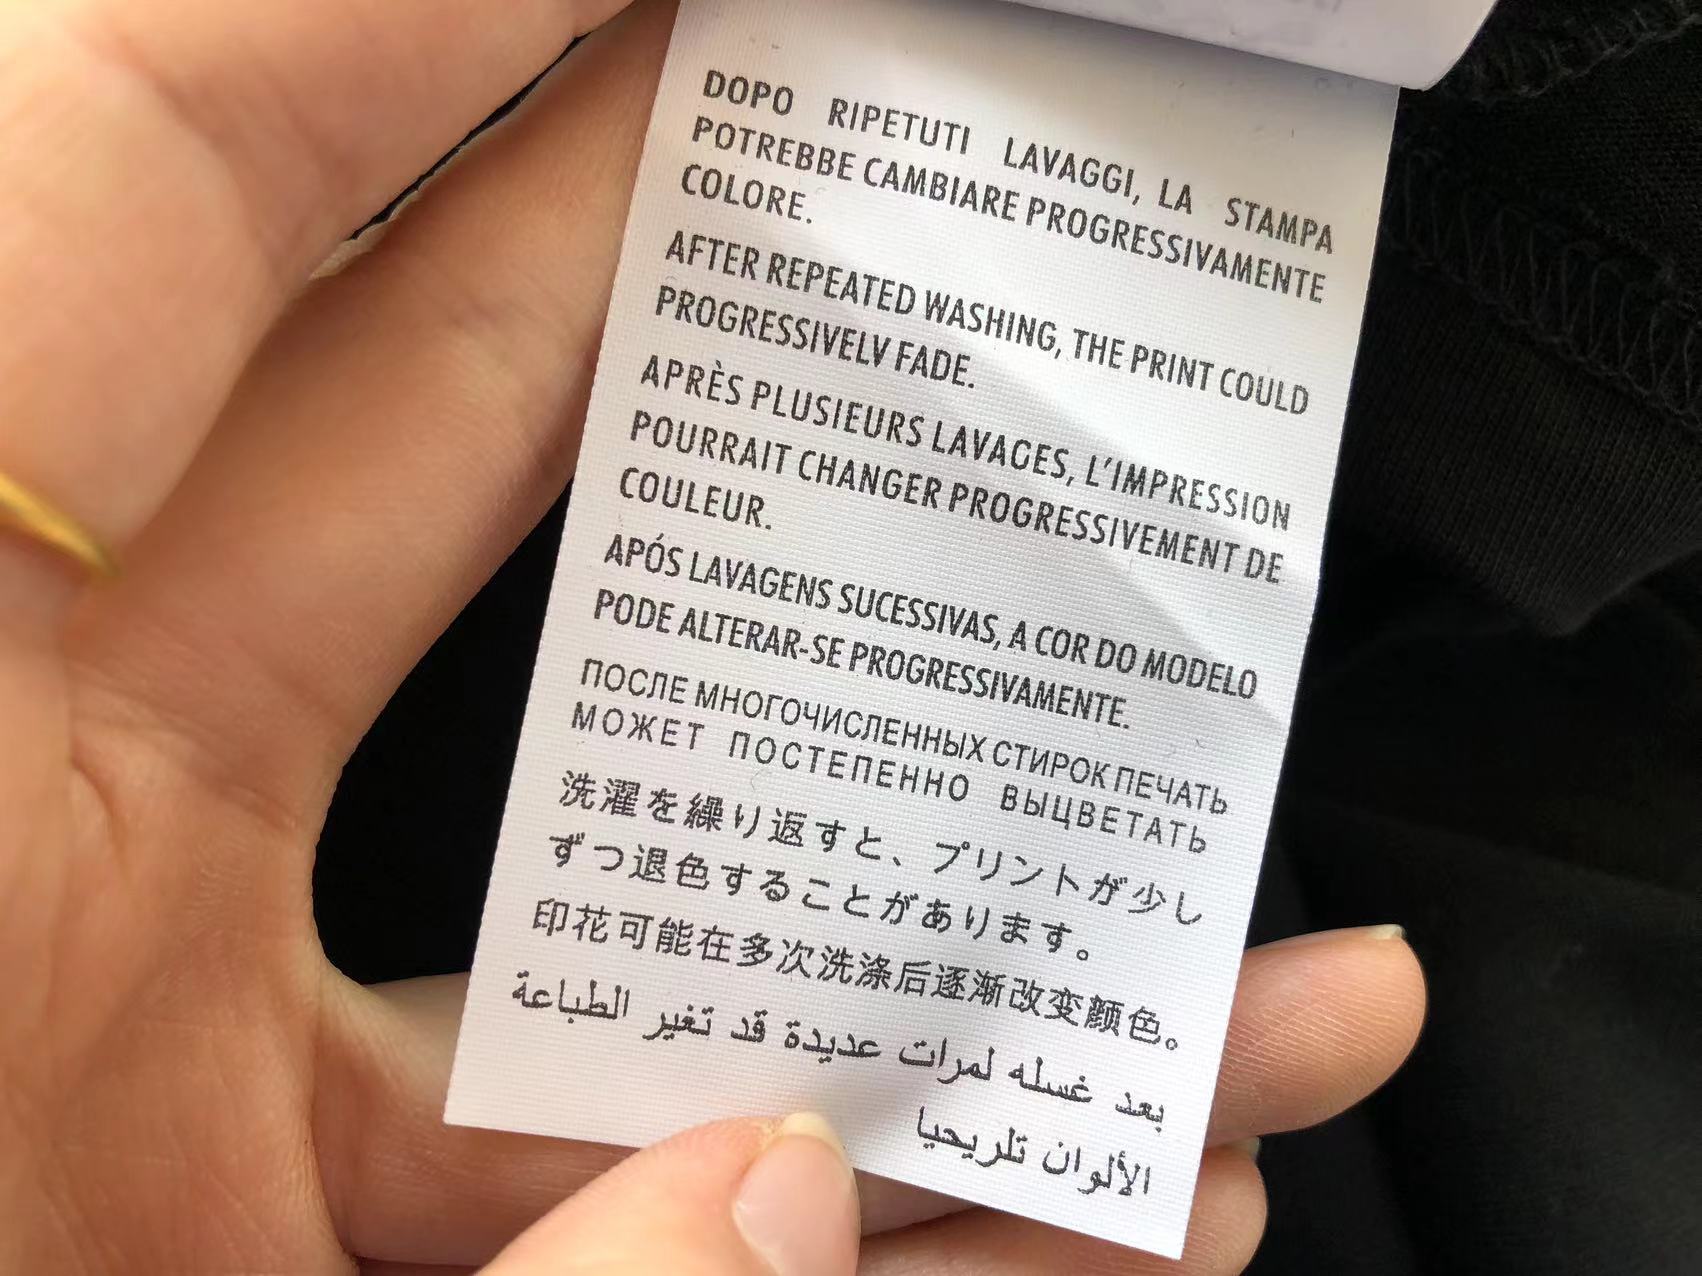 DOPO RIPETUTI LAVAGGI, LA STAMPA
POTREBBE CAMBIARE PROGRESSIVAMENTE
COLORE.
AFTER REPEATED WASHING, THE PRINT COULD
PROGRESSIVELV FADE.
APRÈS PLUSIEURS LAVAGES, L'IMPRESSION
POURRAIT CHANGER PROGRESSIVEMENT DE
COULEUR.
APÓS LAVAGENS SUCESSIVAS, A COR DO MODELO
PODE ALTERAR-SE PROGRESSIVAMENTE.
ПОСЛЕ МНОГОЧИСЛЕННЫХ СТИРОК ПЕЧАТЬ
МОЖЕТ ПОСТЕПЕННО ВЫЦВЕТАТЬ
洗濯を繰り返すと、プリントが少し
ずつ退色することがあります。
印花可能在多次洗涤后逐渐改变颜色。
بعد غسله لمرات عديدة قد تغير الطباعة
الألوان تلريحيا